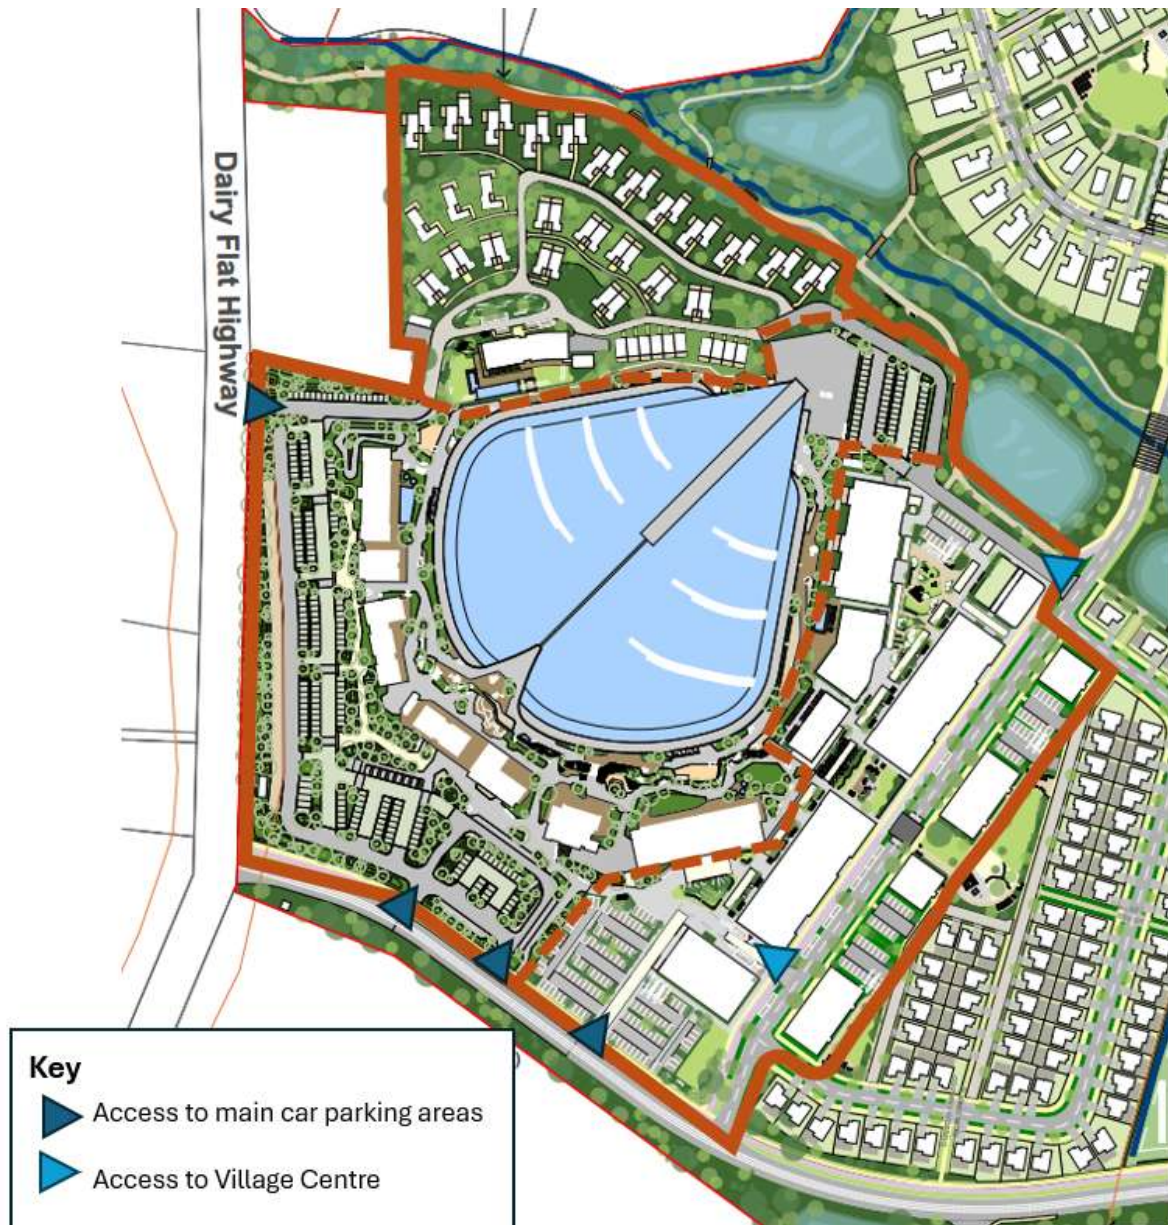 Dairy Flat Highway
Key
Access to main car parking areas
Access to Village Centre